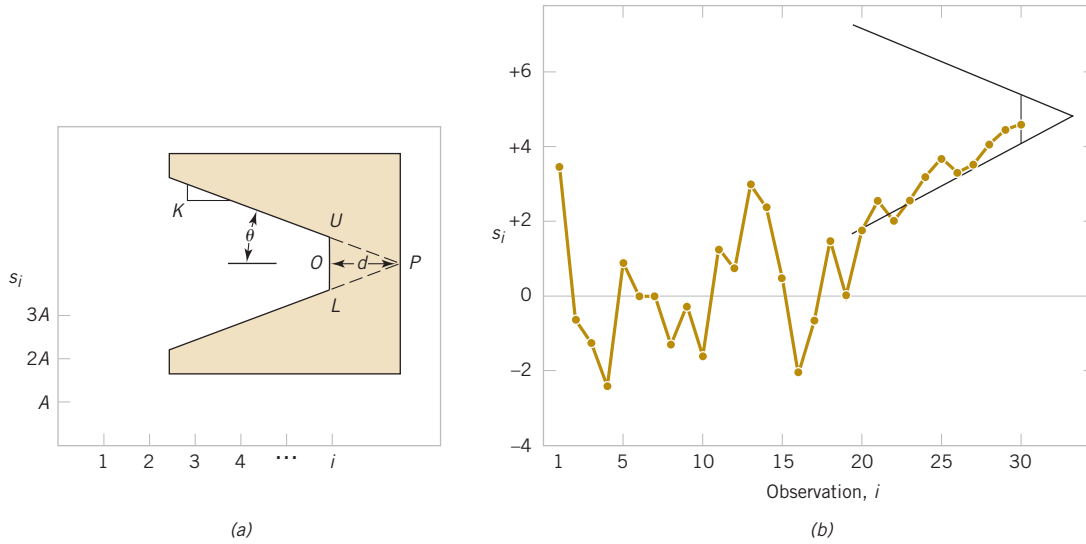 K
θ
U
O
d
P
L
s_i
3A
2A
A
1 2 3 4 ··· i
(a)
+6
+4
+2
s_i
0
−2
−4
1 5 10 15 20 25 30
Observation, i
(b)